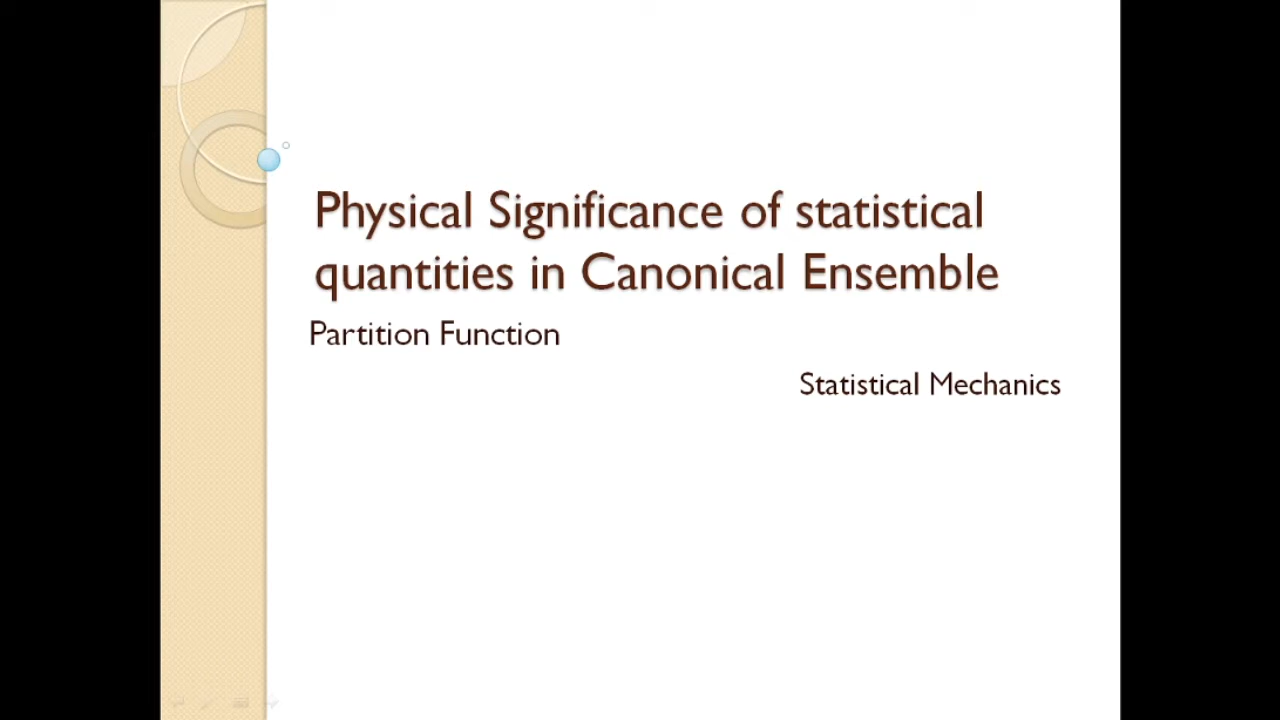 Physical Significance of statistical
quantities in Canonical Ensemble
Partition Function
Statistical Mechanics